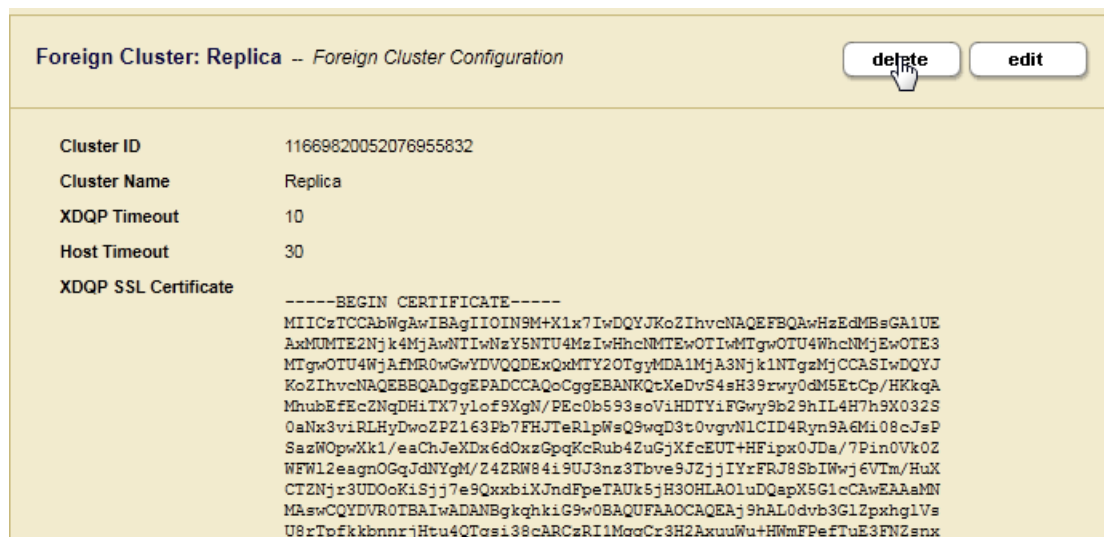 Foreign Cluster: Replica -- Foreign Cluster Configuration
delete edit
Cluster ID 11669820052076955832
Cluster Name Replica
XDQP Timeout 10
Host Timeout 30
XDQP SSL Certificate
-----BEGIN CERTIFICATE-----
MIICzTCCAbWgAwIBAgIIOIN9M+X1x7IwDQYJKoZIhvcNAQEFBQAwHzEdMBsGA1UE
AxMUMTE2Njk4MjAwNTIwNzY5NTU4MzIwHhcNMTEwOTIwMTgwOTU4WhcNMjEwOTE3
MTgwOTU4WjAfMR0wGwYDVQQDExQxMTY2OTgyMDA1MjA3Njk1NTgzMjCCASIwDQYJ
KoZIhvcNAQEBBQADggEPADCCAQoCggEBANKQtXeDvS4sH39rwy0dM5EtCp/HKkqA
MhubEfEcZNqDHiTX7ylof9XgN/PEc0b593soViHDTYiFGwy9b29hIL4H7h9X032S
0aNx3viRLHyDwoZPZ163Pb7FHJTeRlpWsQ9wqD3t0vgvNlCID4Ryn9A6Mi08cJsP
SazWOpwXk1/eaChJeXDx6dOxzGpqKcRub4ZuGjXfcEUT+HFipx0JDa/7Pin0Vk0Z
WFWl2eagnOGqJdNYgM/Z4ZRW84i9UJ3nz3Tbve9JZjjIYrFRJ8SbIWwj6VTm/HuX
CTZNjr3UDOoKiSjj7e9QxxbiXJndFpeTAUk5jH3OHLAOluDQapX5G1cCAwEAAaMN
MAswCQYDVR0TBAIwADANBgkqhkiG9w0BAQUFAAOCAQEAj9hAL0dvb3GlZpxhglVs
U8rTpfkkbnnrjHtu4QTgsi38cARCzRI1MqqCr3H2AxuuWu+HWmFPefTuE3FNZsnx